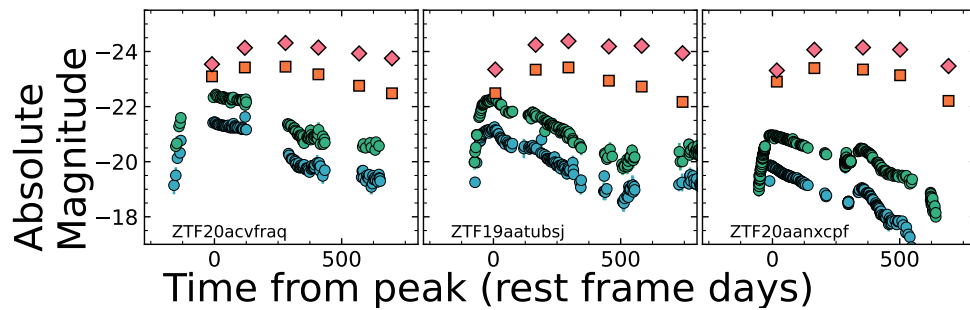 Absolute
Magnitude
−24
−22
−20
−18
ZTF20acvfraq
ZTF19aatubsj
ZTF20aanxcpf
0
500
0
500
0
500
Time from peak (rest frame days)